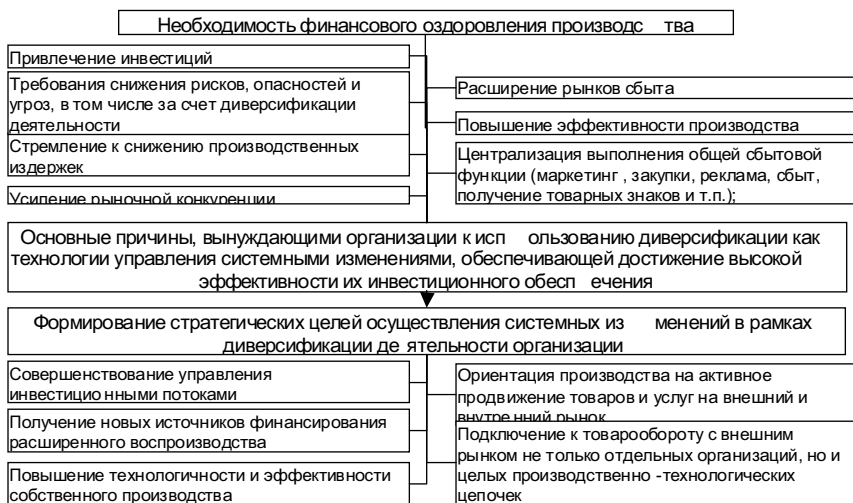 Необходимость финансового оздоровления производс тва
Привлечение инвестиций
Требования снижения рисков, опасностей и
угроз, в том числе за счет диверсификации
деятельности
Стремление к снижению производственных
издержек
Усиление рыночной конкуренции
Расширение рынков сбыта
Повышение эффективности производства
Централизация выполнения общей сбытовой
функции (маркетинг , закупки, реклама, сбыт,
получение товарных знаков и т.п.);
Основные причины, вынуждающими организации к исп ользованию диверсификации как
технологии управления системными изменениями, обеспечивающей достижение высокой
эффективности их инвестиционного обесп ечения
Формирование стратегических целей осуществления системных из менений в рамках
диверсификации де ятельности организации
Совершенствование управления
инвестицио нными потоками
Получение новых источников финансирования
расширенного воспроизводства
Повышение технологичности и эффективности
собственного производства
Ориентация производства на активное
продвижение товаров и услуг на внешний и
внутре нний рынок
Подключение к товарообороту с внешним
рынком не только отдельных организаций, но и
целых производственно -технологических
цепочек